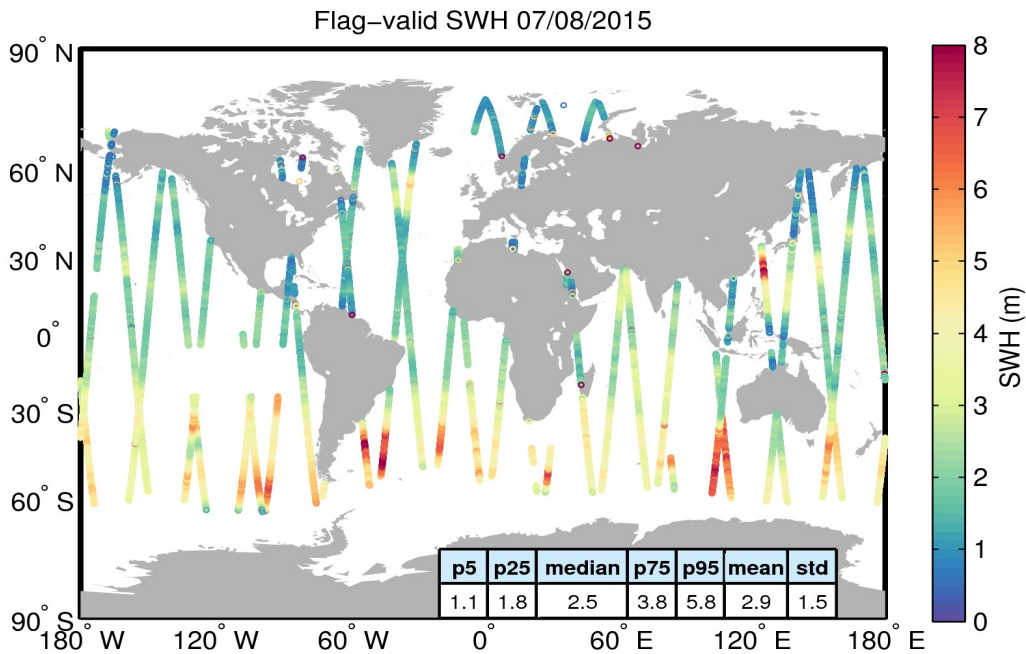 Flag−valid SWH 07/08/2015
90° N
60° N
30° N
0°
30° S
60° S
90° S
180° W
120° W
60° W
0°
60° E
120° E
180° E
p5 p25 median p75 p95 mean std
1.1 1.8 2.5 3.8 5.8 2.9 1.5
8
7
6
5
4
3
2
1
0
SWH (m)